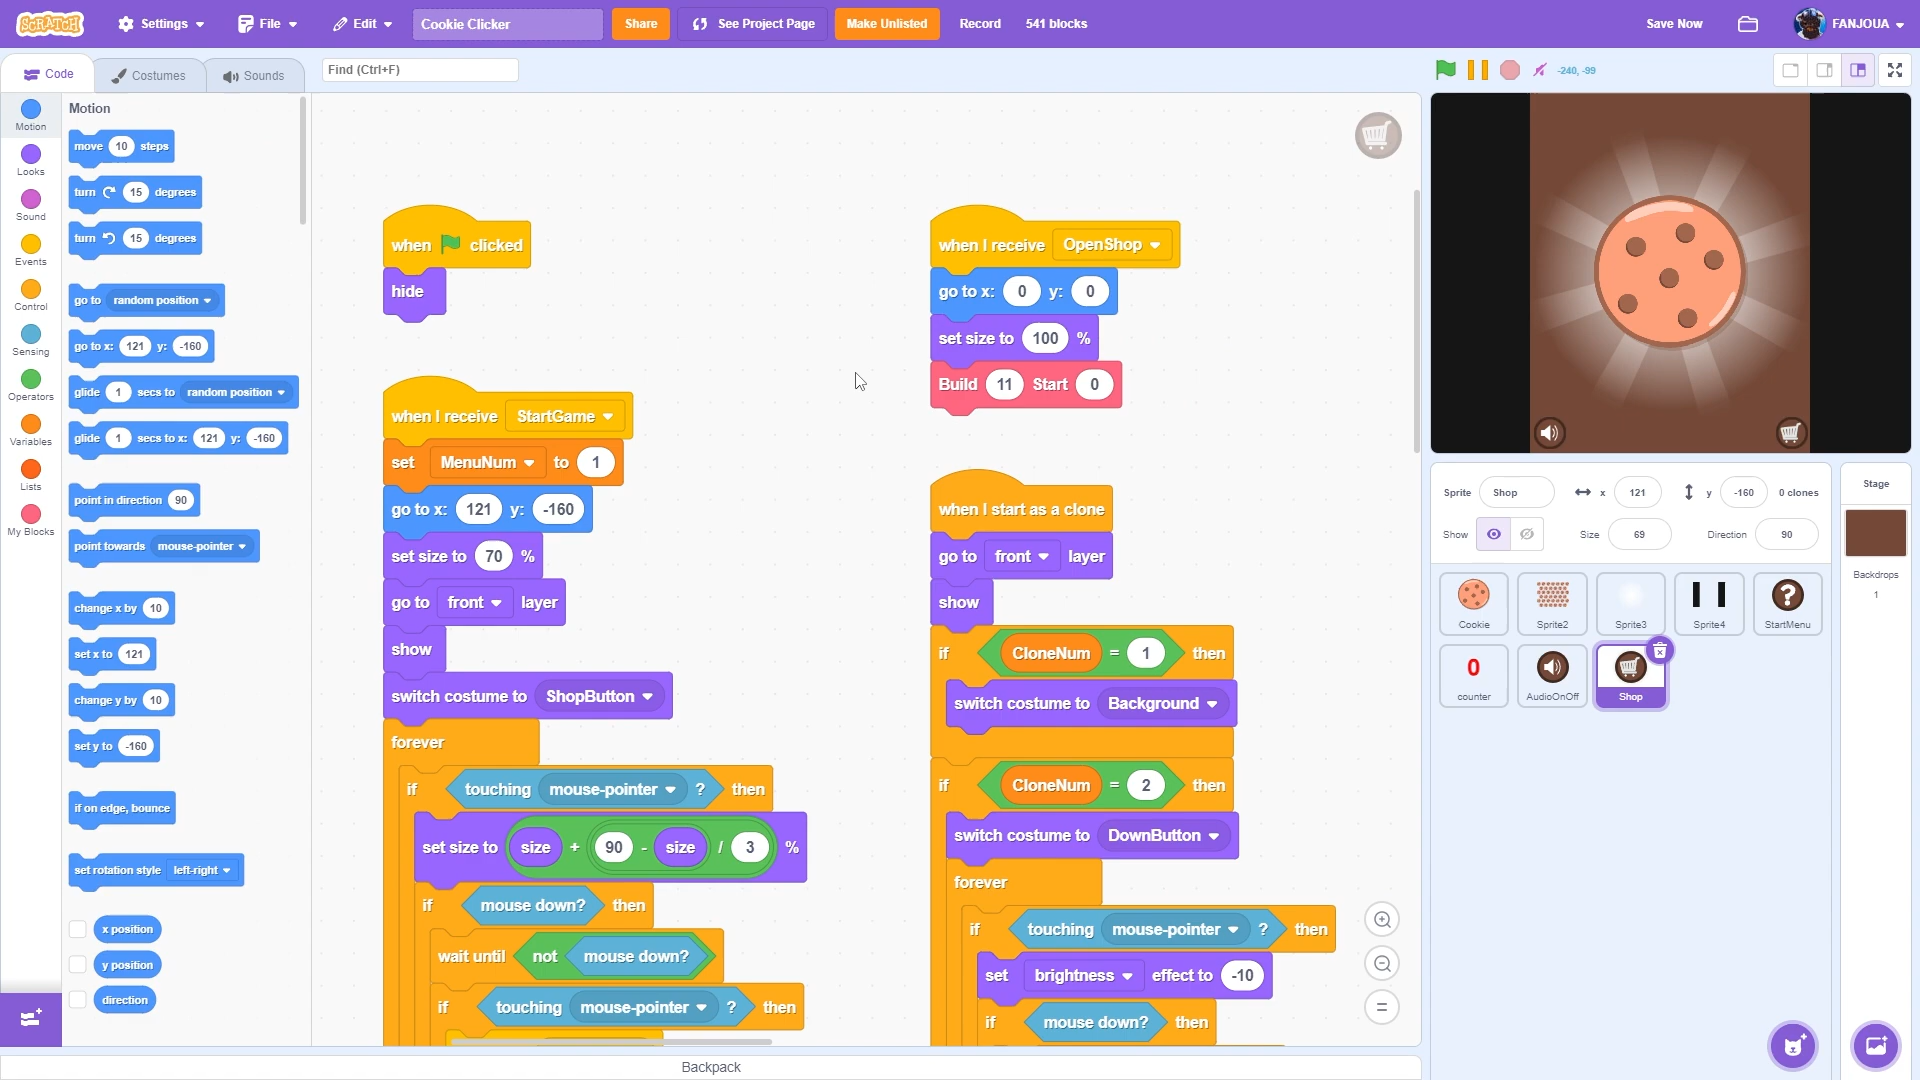 SCRATCH Settings File Edit Cookie Clicker Share See Project Page Make Unlisted Record 541 blocks Save Now FANJOUA
Code Costumes Sounds Find (Ctrl+F) -240, -99
Motion
Looks
Sound
Events
Control
Sensing
Operators
Variables
Lists
My Blocks
Motion
move 10 steps
turn 15 degrees
turn 15 degrees
go to random position
go to x: 121 y: -160
glide 1 secs to random position
glide 1 secs to x: 121 y: -160
point in direction 90
point towards mouse-pointer
change x by 10
set x to 121
change y by 10
set y to -160
if on edge, bounce
set rotation style left-right
x position
y position
direction
when clicked
hide
when I receive StartGame
set MenuNum to 1
go to x: 121 y: -160
set size to 70 %
go to front layer
show
switch costume to ShopButton
forever
if touching mouse-pointer ? then
set size to size + 90 - size / 3 %
if mouse down? then
wait until not mouse down?
if touching mouse-pointer ? then
when I receive OpenShop
go to x: 0 y: 0
set size to 100 %
Build 11 Start 0
when I start as a clone
go to front layer
show
if CloneNum = 1 then
switch costume to Background
if CloneNum = 2 then
switch costume to DownButton
forever
if touching mouse-pointer ? then
set brightness effect to -10
if mouse down? then
=
Backpack
Sprite Shop x 121 y -160 0 clones
Show Size 69 Direction 90
Cookie Sprite2 Sprite3 Sprite4 ? StartMenu
0 counter AudioOnOff Shop
Stage
Backdrops
1